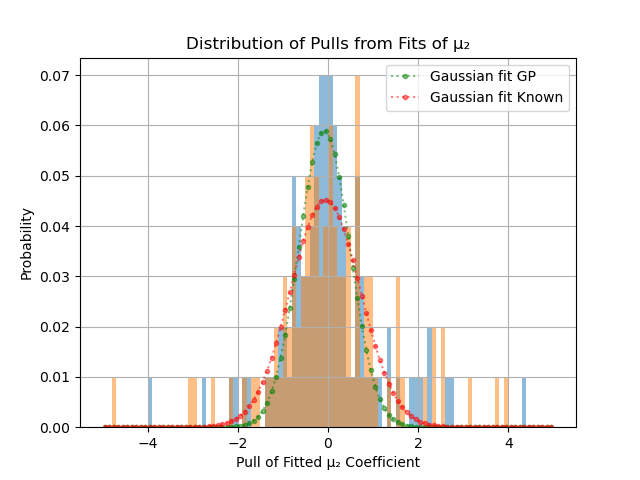 Distribution of Pulls from Fits of μ₂
Gaussian fit GP
Gaussian fit Known
0.07
0.06
0.05
0.04
0.03
0.02
0.01
0.00
Probability
−4
−2
0
2
4
Pull of Fitted μ₂ Coefficient